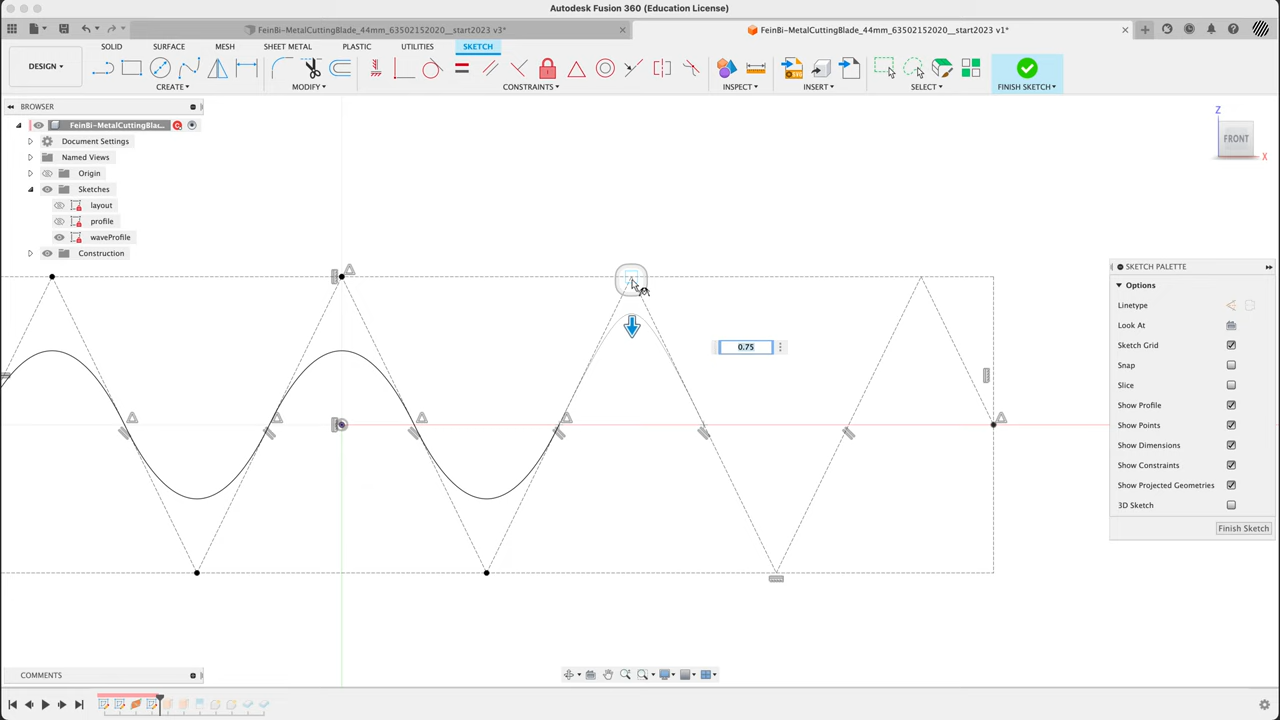 Autodesk Fusion 360 (Education License)
FeinBi-MetalCuttingBlade_44mm_63502152020__start2023 v3*
FeinBi-MetalCuttingBlade_44mm_63502152020__start2023 v1*
SOLID SURFACE MESH SHEET METAL PLASTIC UTILITIES SKETCH
DESIGN
CREATE MODIFY CONSTRAINTS INSPECT INSERT SELECT FINISH SKETCH
BROWSER
FeinBi-MetalCuttingBla...
Document Settings
Named Views
Origin
Sketches
layout
profile
waveProfile
Construction
Z
FRONT
X
0.75
SKETCH PALETTE
Options
Linetype
Look At
Sketch Grid
Snap
Slice
Show Profile
Show Points
Show Dimensions
Show Constraints
Show Projected Geometries
3D Sketch
Finish Sketch
COMMENTS